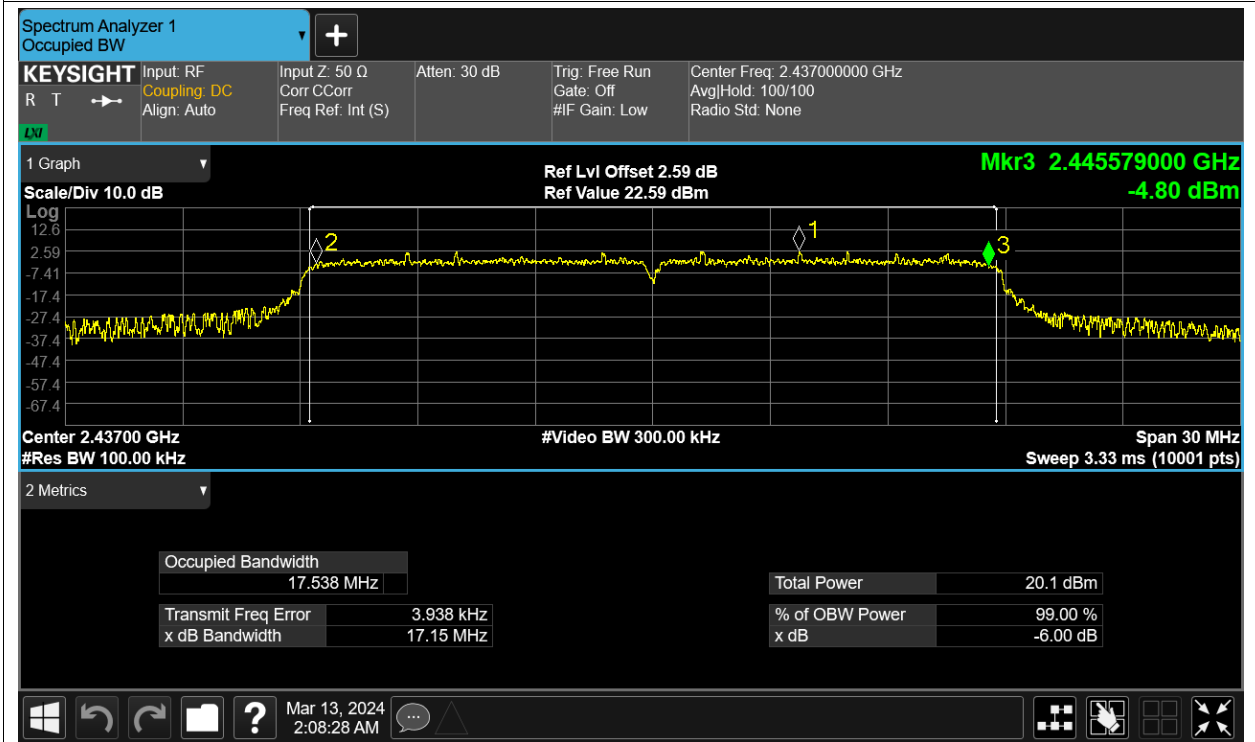 Spectrum Analyzer 1
Occupied BW
KEYSIGHT
R T
LXI
Input: RF
Coupling: DC
Align: Auto
Input Z: 50 Ω
Corr CCorr
Freq Ref: Int (S)
Atten: 30 dB
Trig: Free Run
Gate: Off
#IF Gain: Low
Center Freq: 2.437000000 GHz
Avg|Hold: 100/100
Radio Std: None
1 Graph
Scale/Div 10.0 dB
Ref Lvl Offset 2.59 dB
Ref Value 22.59 dBm
Mkr3 2.445579000 GHz
-4.80 dBm
Log
12.6
2.59
-7.41
-17.4
-27.4
-37.4
-47.4
-57.4
-67.4
2
1
3
Center 2.43700 GHz
#Video BW 300.00 kHz
Span 30 MHz
#Res BW 100.00 kHz
Sweep 3.33 ms (10001 pts)
2 Metrics
Occupied Bandwidth
17.538 MHz
Total Power 20.1 dBm
Transmit Freq Error 3.938 kHz
% of OBW Power 99.00 %
x dB Bandwidth 17.15 MHz
x dB -6.00 dB
?
Mar 13, 2024
2:08:28 AM